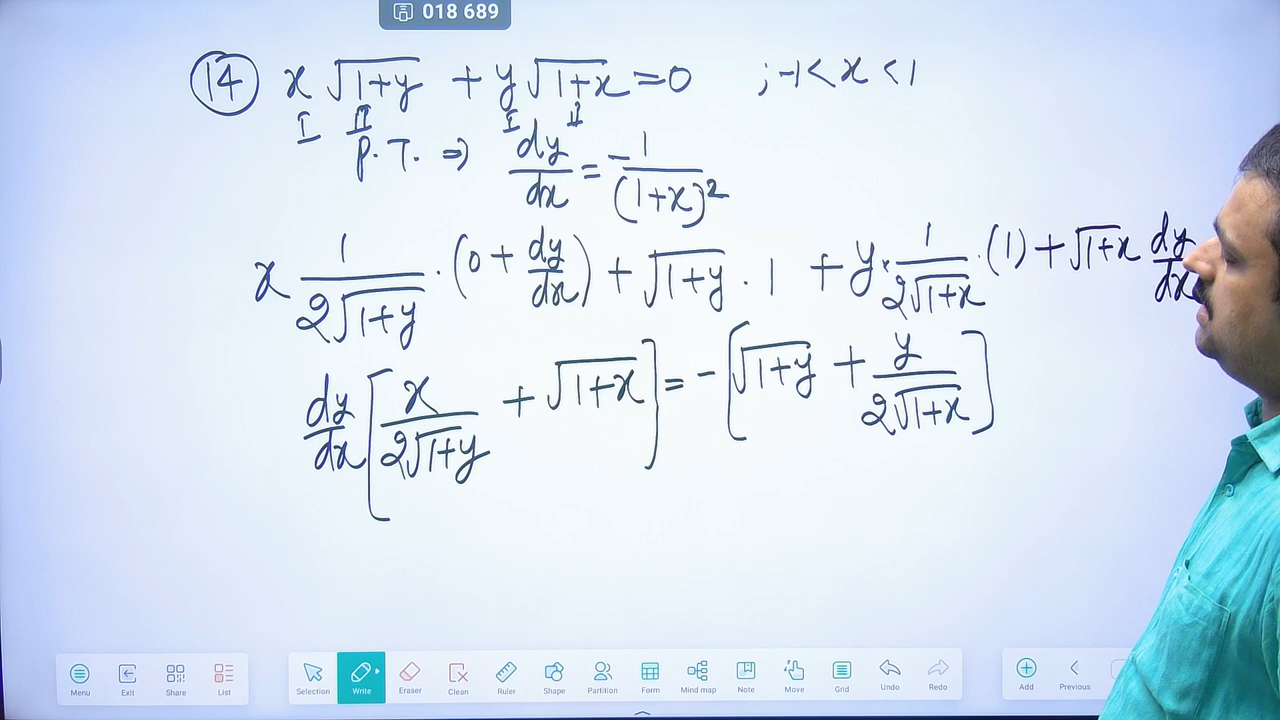 018 689
(14) x √(1+y) + y √(1+x) = 0 ; -1 < x < 1
I II I II
P.T. ⇒ dy/dx = -1/(1+x)²
x 1/(2√(1+y)) · (0 + dy/dx) + √(1+y) · 1 + y × 1/(2√(1+x)) · (1) + √(1+x) dy/dx
dy/dx [x/(2√(1+y)) + √(1+x)] = -[√(1+y) + y/(2√(1+x))]
Menu Exit Share List Selection Write Eraser Clean Ruler Shape Partition Form Mind map Note Move Grid Undo Redo Add Previous